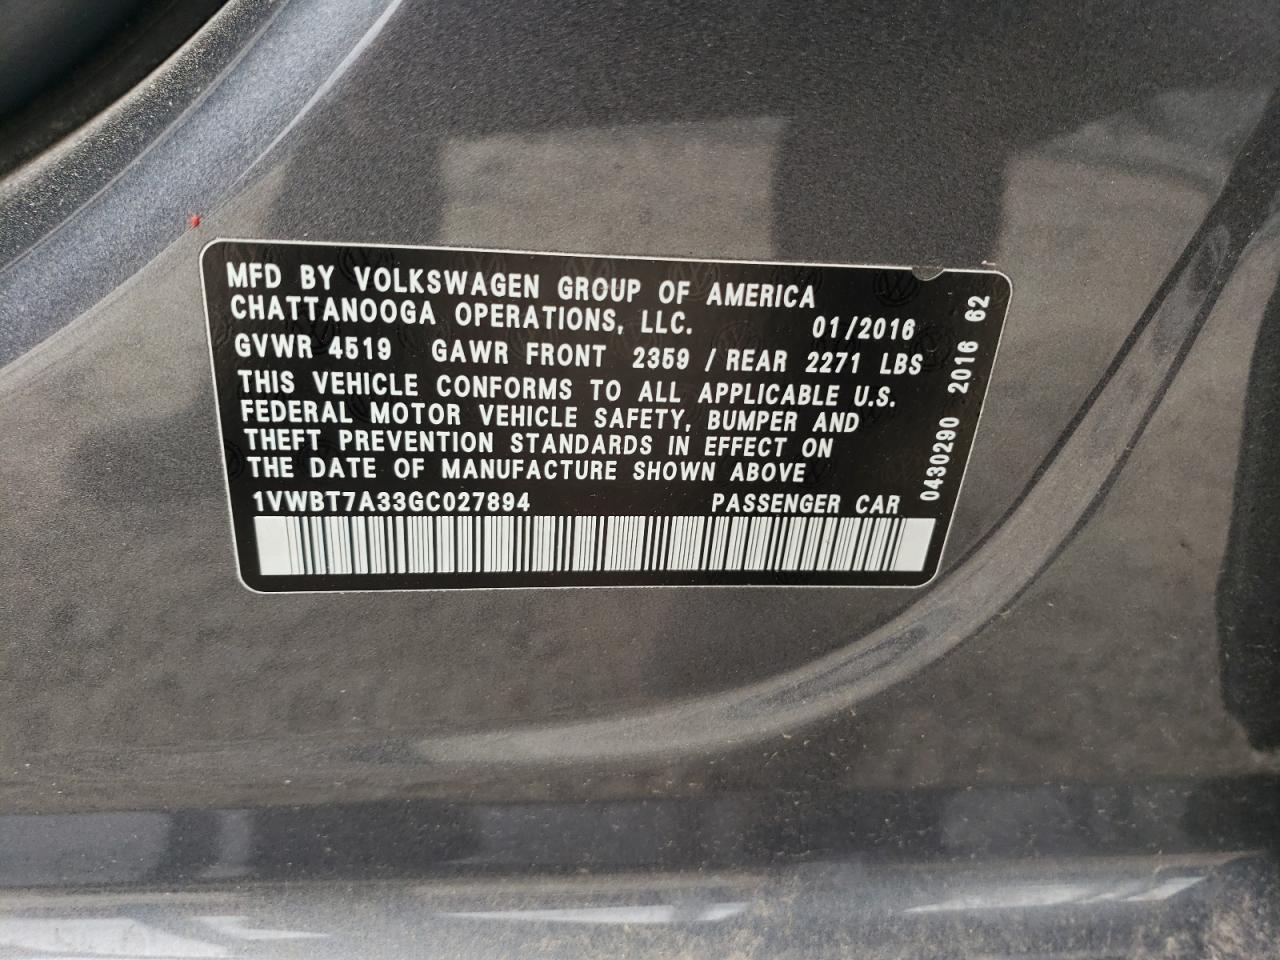 MFD BY VOLKSWAGEN GROUP OF AMERICA
CHATTANOOGA OPERATIONS, LLC. 01/2016
GVWR 4519 GAWR FRONT 2359 / REAR 2271 LBS
THIS VEHICLE CONFORMS TO ALL APPLICABLE U.S.
FEDERAL MOTOR VEHICLE SAFETY, BUMPER AND
THEFT PREVENTION STANDARDS IN EFFECT ON
THE DATE OF MANUFACTURE SHOWN ABOVE
1VWBT7A33GC027894 PASSENGER CAR
0430290 2016 62